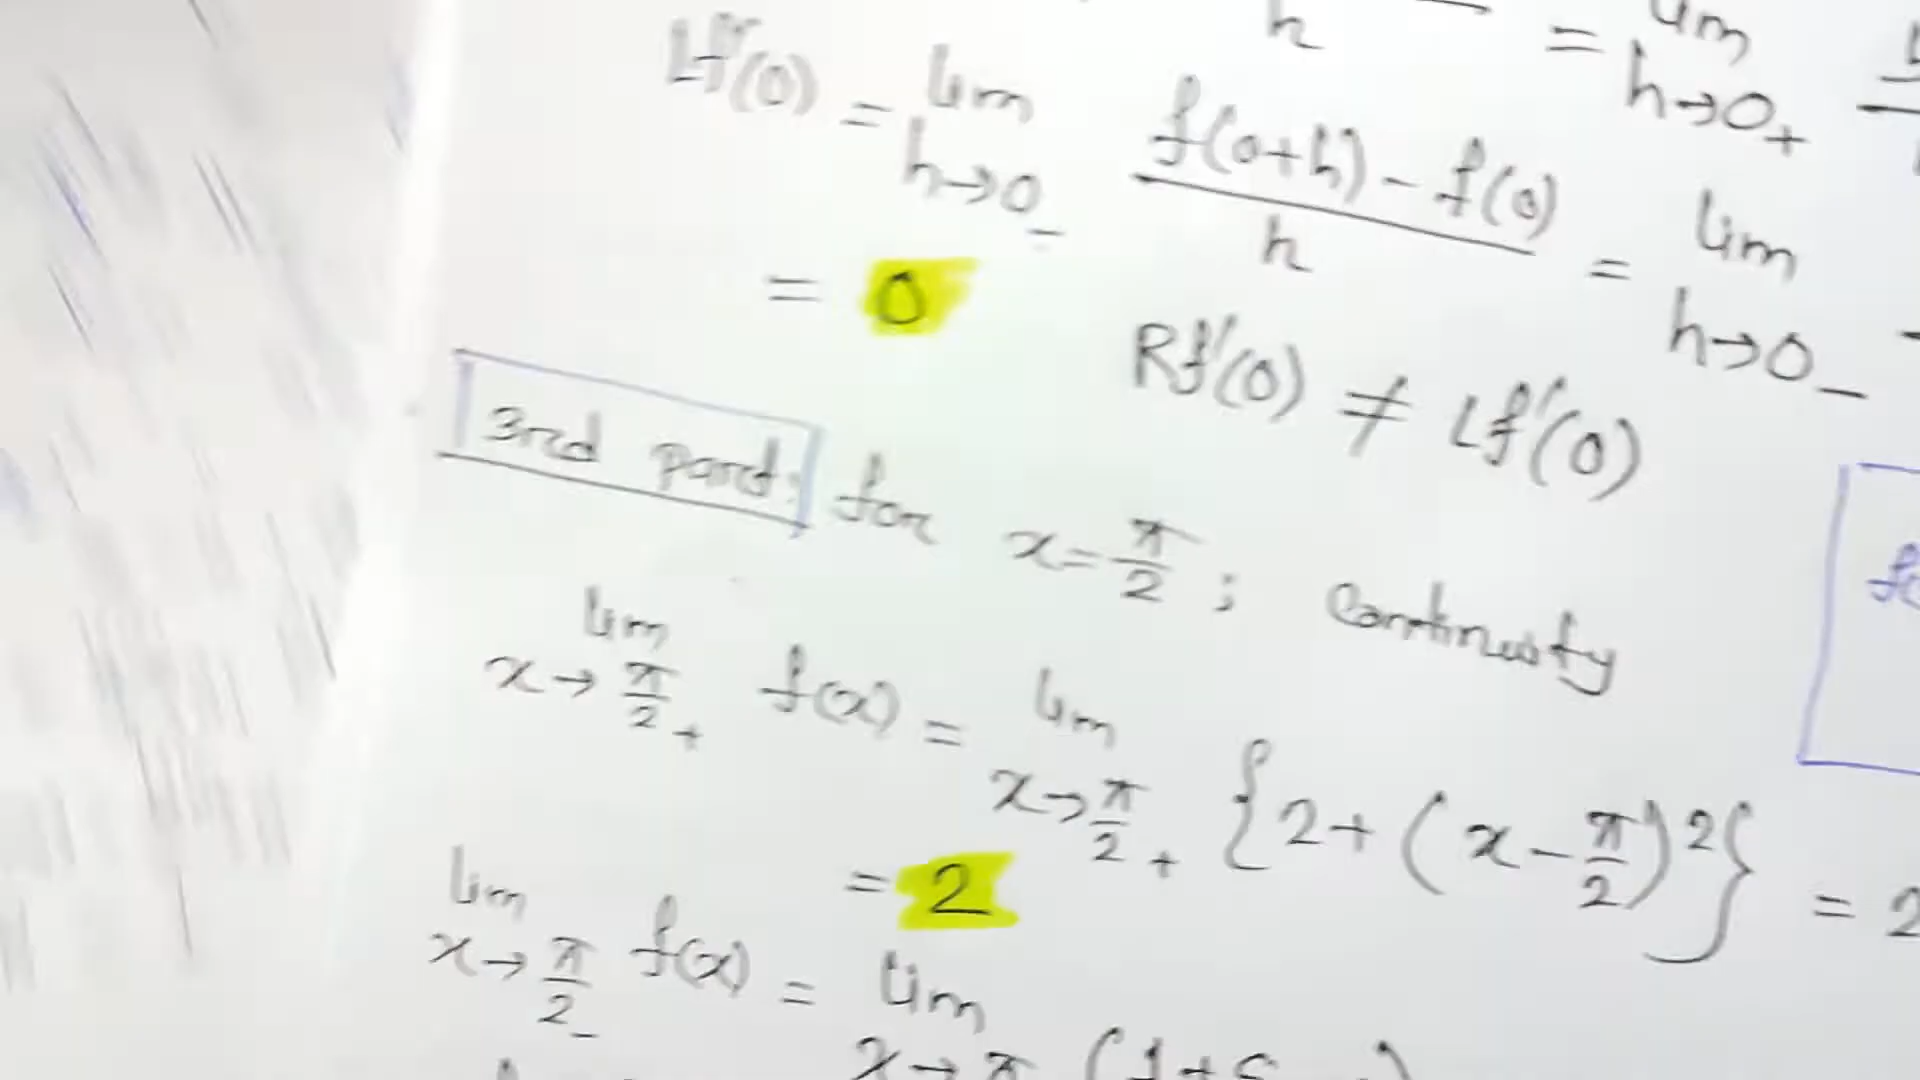 h = lim h→0+
Lf'(0) = lim h→0- f(0+h) - f(0) / h = lim h→0-
= 0
Rf'(0) ≠ Lf'(0)
3rd part: for x = π/2 ; Continuity
lim x→π/2+ f(x) = lim x→π/2+ {2+(x-π/2)²} = 2
= 2
lim x→π/2- f(x) = lim x→π (1+